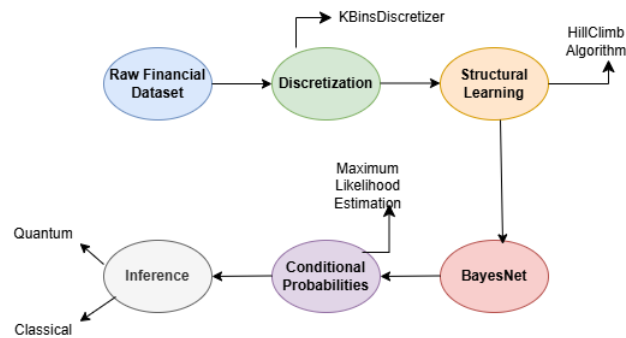 KBinsDiscretizer
HillClimb
Algorithm
Raw Financial
Dataset
Discretization
Structural
Learning
Maximum
Likelihood
Estimation
Quantum
Inference
Conditional
Probabilities
BayesNet
Classical